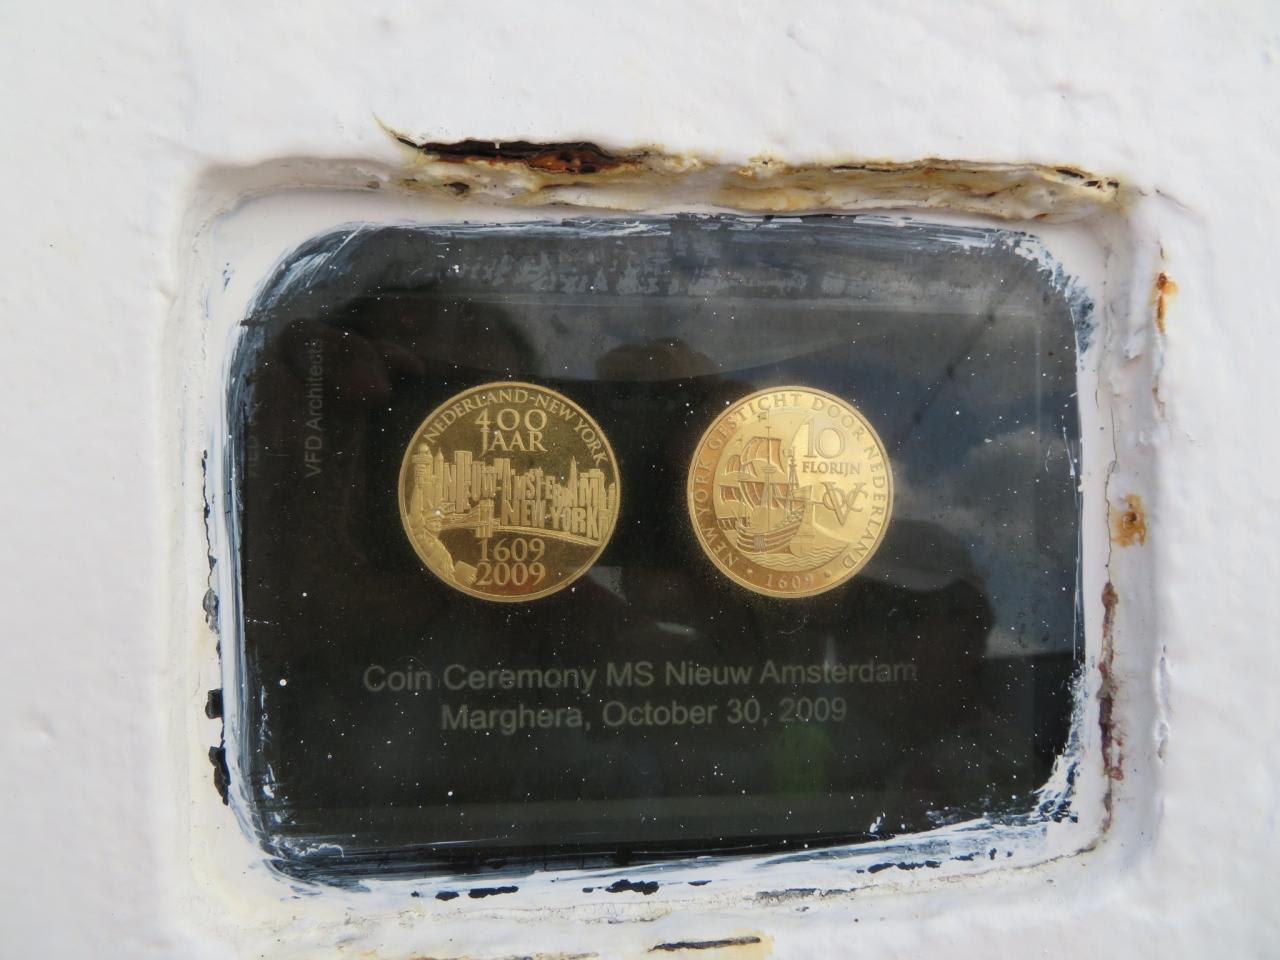 VFD Architects
NEDERLAND-NEW YORK
400
JAAR
NIEUW-AMSTERDAM
NEW-YORK
1609
2009
NEW YORK GESTICHT DOOR NEDERLAND
10
FLORIJN
VOC
• 1609 •
Coin Ceremony MS Nieuw Amsterdam
Marghera, October 30, 2009